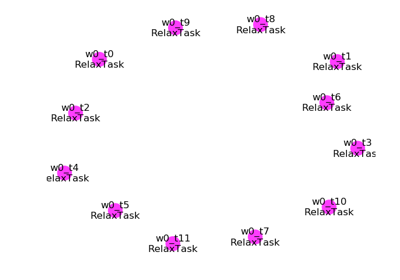 w0_t8
RelaxTask
w0_t9
RelaxTask
w0_t0
RelaxTask
w0_t1
RelaxTask
w0_t6
RelaxTask
w0_t2
RelaxTask
w0_t3
RelaxTas
w0_t4
elaxTask
w0_t10
RelaxTask
w0_t5
RelaxTask
w0_t7
RelaxTask
w0_t11
RelaxTask